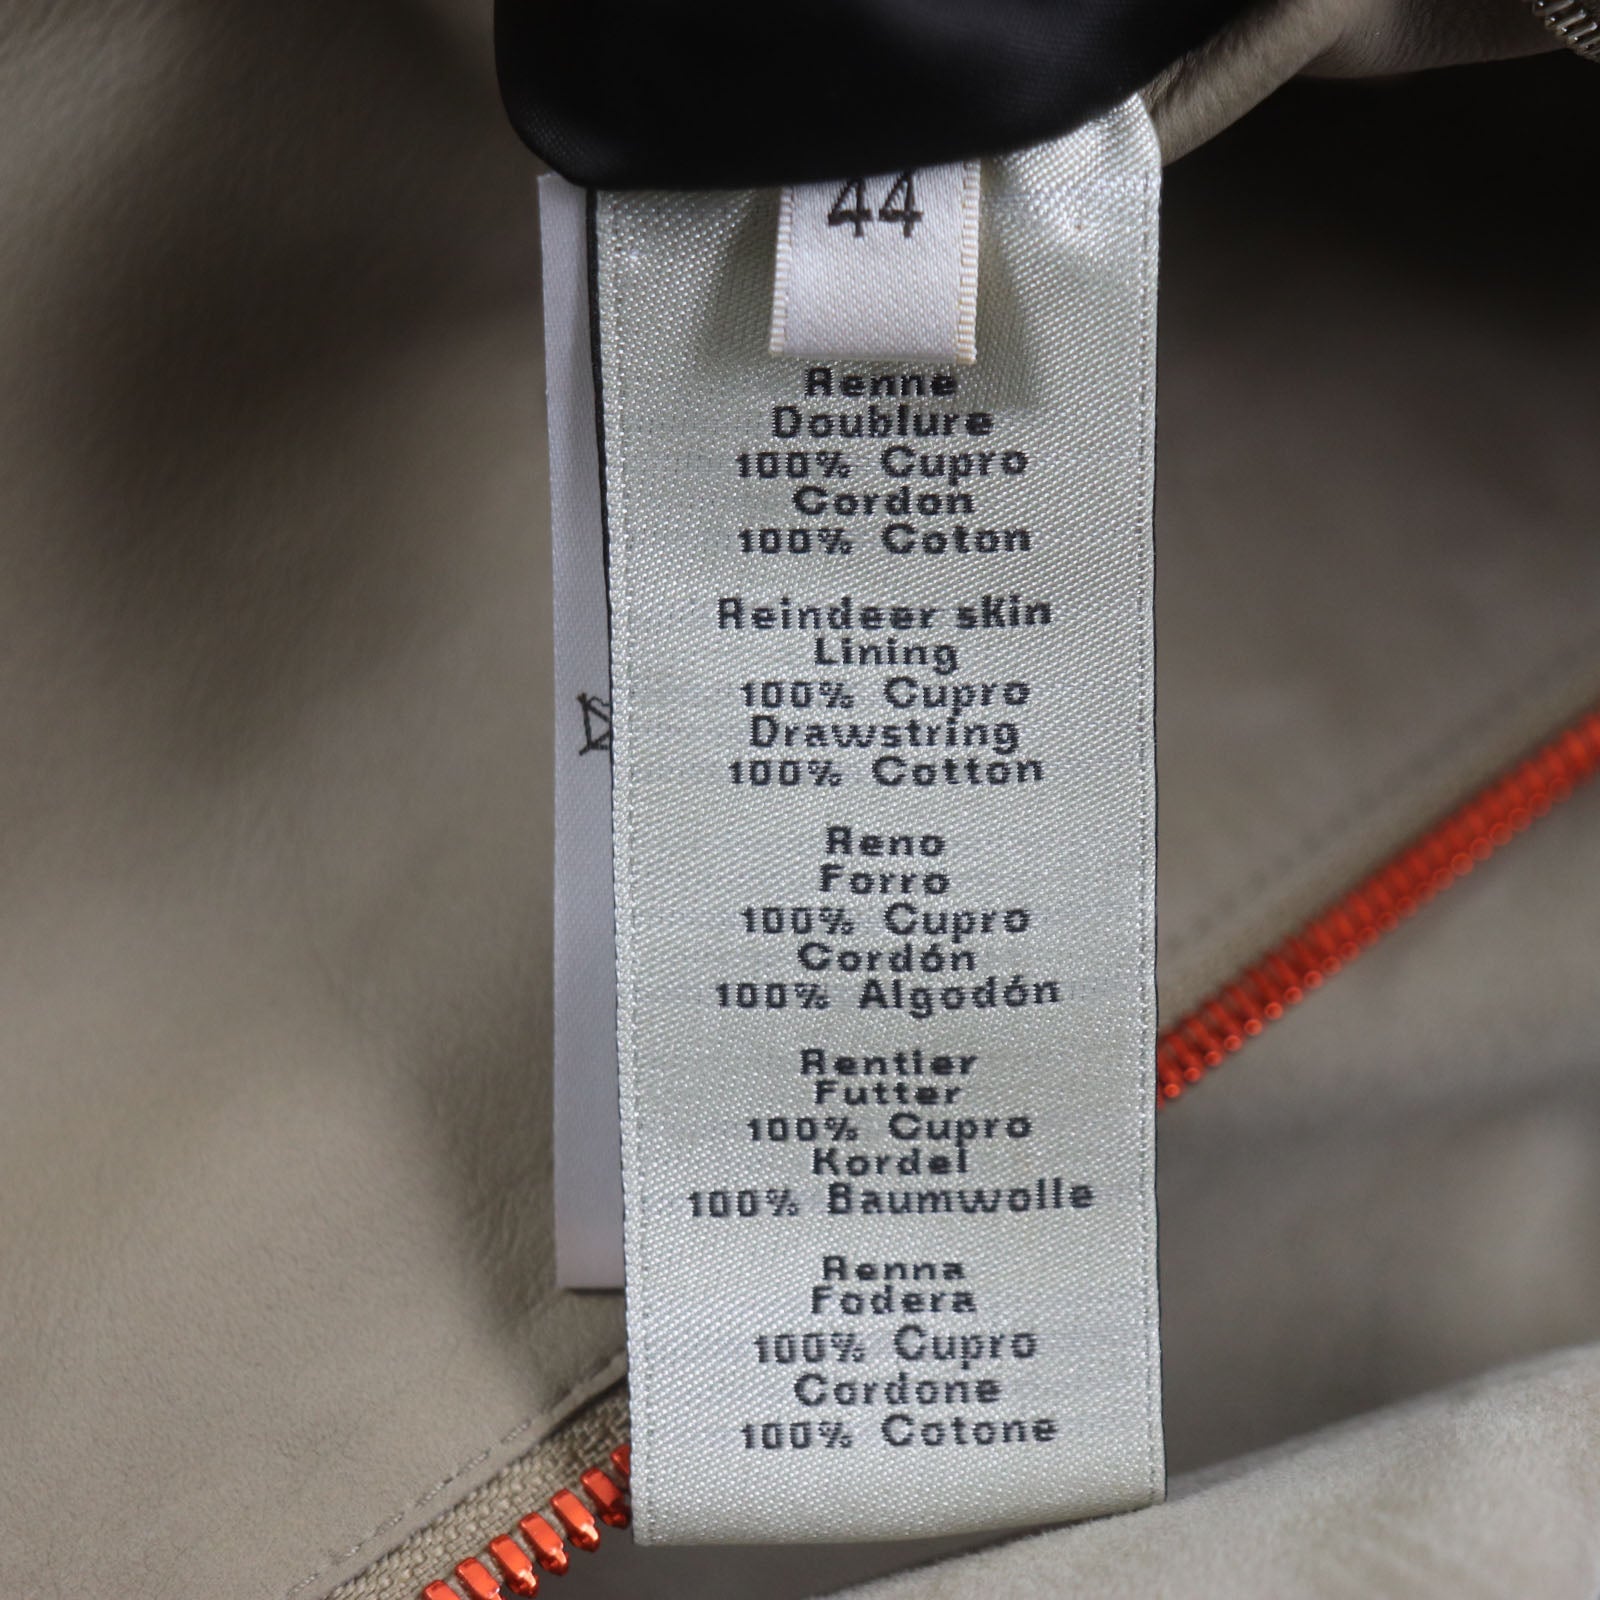 44
Renne
Doublure
100% Cupro
Cordon
100% Coton
Reindeer skin
Lining
100% Cupro
Drawstring
100% Cotton
Reno
Forro
100% Cupro
Cordón
100% Algodón
Rentier
Futter
100% Cupro
Kordel
100% Baumwolle
Renna
Fodera
100% Cupro
Cordone
100% Cotone